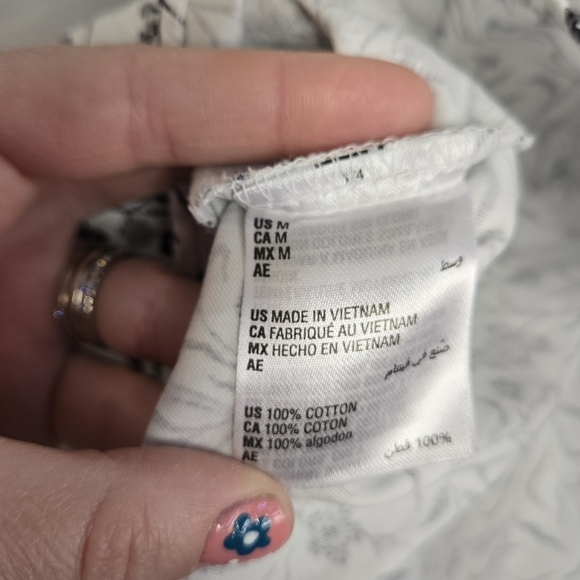 X4
US M
CA M
MX M
AE وسط
US MADE IN VIETNAM
CA FABRIQUÉ AU VIETNAM
MX HECHO EN VIETNAM
AE صنع في فيتنام
US 100% COTTON
CA 100% COTON
MX 100% algodón
AE 100% قطن